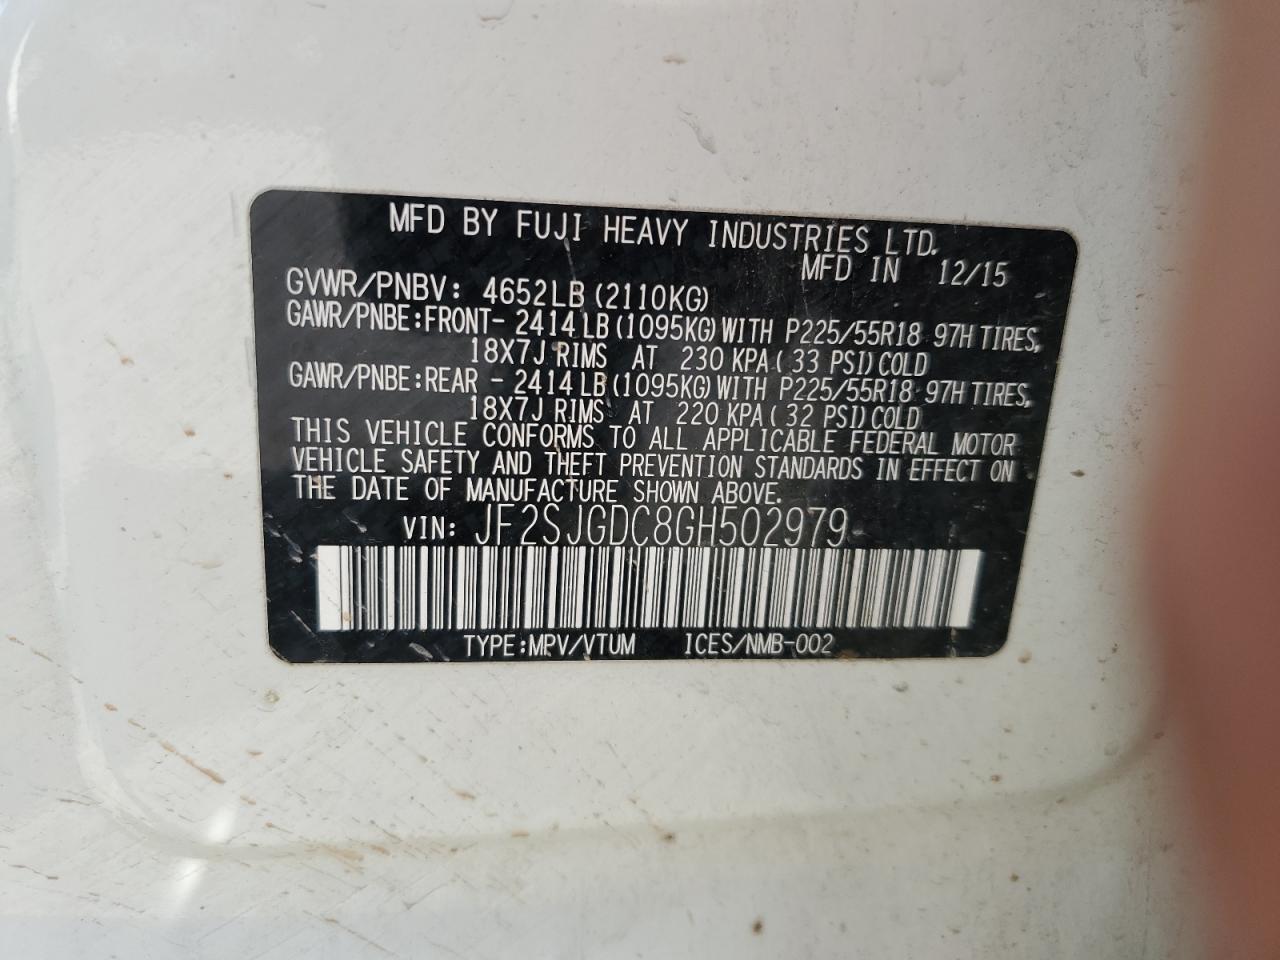 MFD BY FUJI HEAVY INDUSTRIES LTD.
MFD IN 12/15
GVWR/PNBV: 4652LB (2110KG)
GAWR/PNBE:FRONT- 2414LB (1095KG) WITH P225/55R18 97H TIRES,
18X7J RIMS AT 230 KPA (33 PSI) COLD
GAWR/PNBE:REAR - 2414LB (1095KG) WITH P225/55R18 97H TIRES,
18X7J RIMS AT 220 KPA (32 PSI) COLD
THIS VEHICLE CONFORMS TO ALL APPLICABLE FEDERAL MOTOR
VEHICLE SAFETY AND THEFT PREVENTION STANDARDS IN EFFECT ON
THE DATE OF MANUFACTURE SHOWN ABOVE.
VIN: JF2SJGDC8GH502979
TYPE:MPV/VTUM ICES/NMB-002